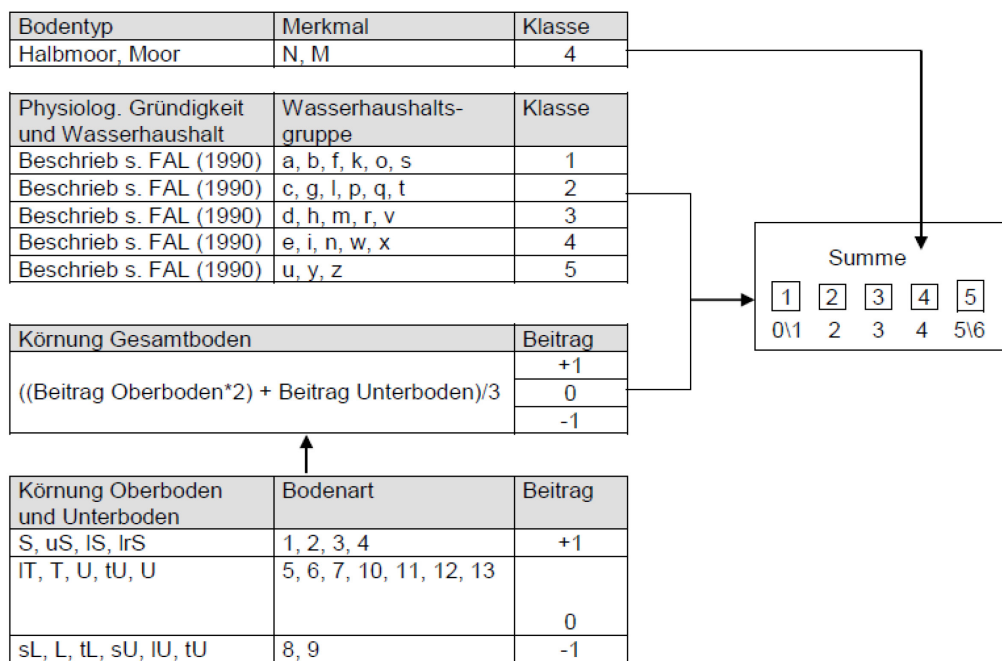 Bodentyp Merkmal Klasse
Halbmoor, Moor N, M 4
Physiolog. Gründigkeit Wasserhaushalts- Klasse
und Wasserhaushalt gruppe
Beschrieb s. FAL (1990) a, b, f, k, o, s 1
Beschrieb s. FAL (1990) c, g, l, p, q, t 2
Beschrieb s. FAL (1990) d, h, m, r, v 3
Beschrieb s. FAL (1990) e, i, n, w, x 4
Beschrieb s. FAL (1990) u, y, z 5
Summe
1 2 3 4 5
0\1 2 3 4 5\6
Körnung Gesamtboden Beitrag
+1
((Beitrag Oberboden*2) + Beitrag Unterboden)/3 0
-1
Körnung Oberboden Bodenart Beitrag
und Unterboden
S, uS, lS, lrS 1, 2, 3, 4 +1
lT, T, U, tU, U 5, 6, 7, 10, 11, 12, 13
0
sL, L, tL, sU, lU, tU 8, 9 -1